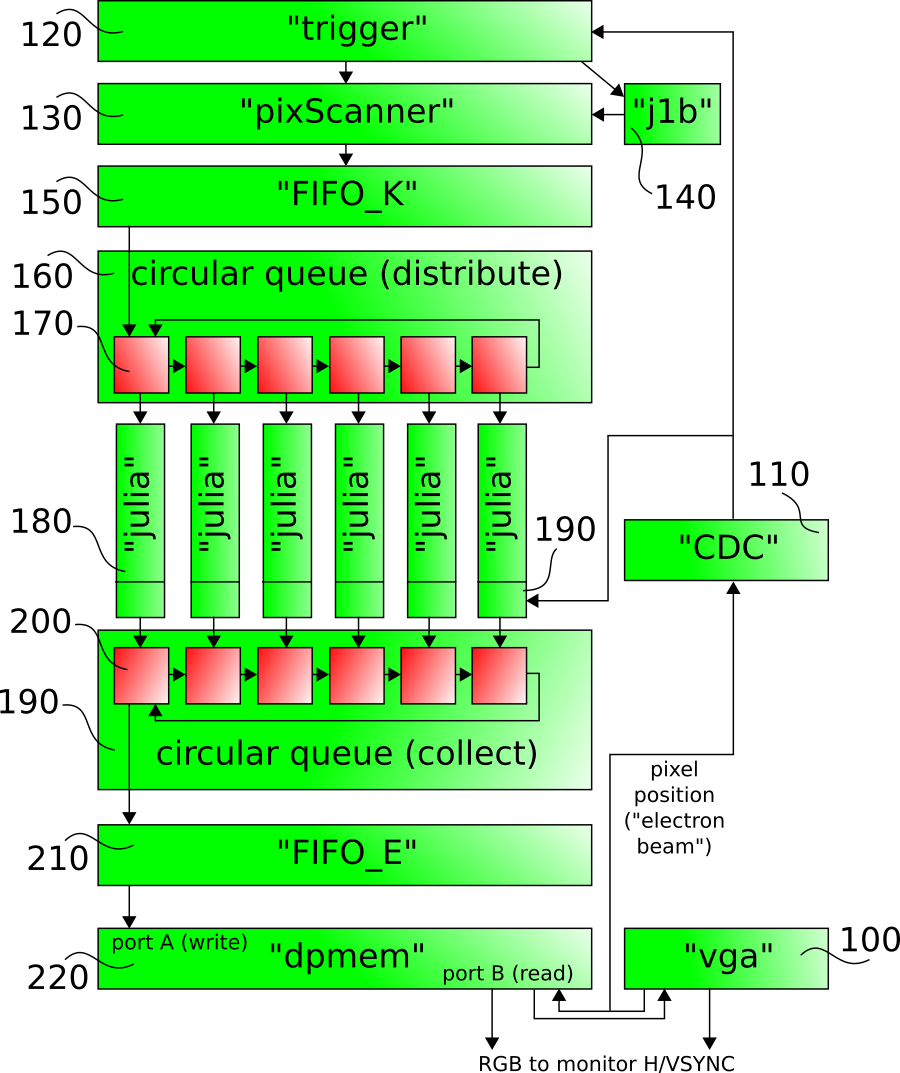 120
"trigger"
130
"pixScanner"
"j1b"
140
150
"FIFO_K"
160
circular queue (distribute)
170
"julia"
"julia"
"julia"
"julia"
"julia"
"julia"
180
190
110
"CDC"
200
190
circular queue (collect)
pixel
position
("electron
beam")
210
"FIFO_E"
port A (write)
"dpmem"
port B (read)
220
"vga"
100
RGB to monitor H/VSYNC